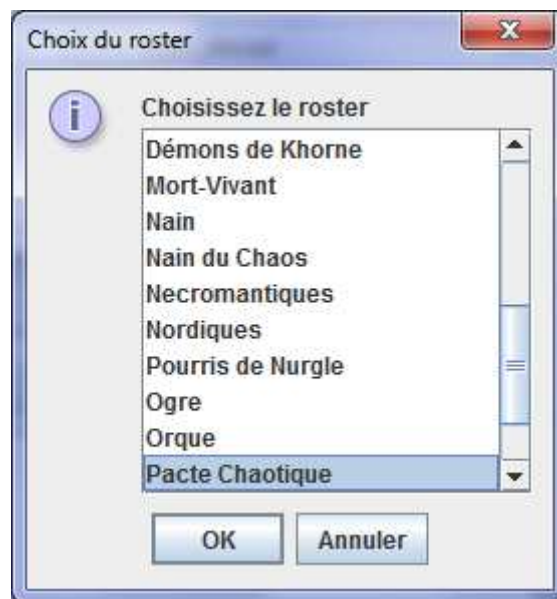 Choix du roster
Choisissez le roster
Démons de Khorne
Mort-Vivant
Nain
Nain du Chaos
Necromantiques
Nordiques
Pourris de Nurgle
Ogre
Orque
Pacte Chaotique
OK
Annuler